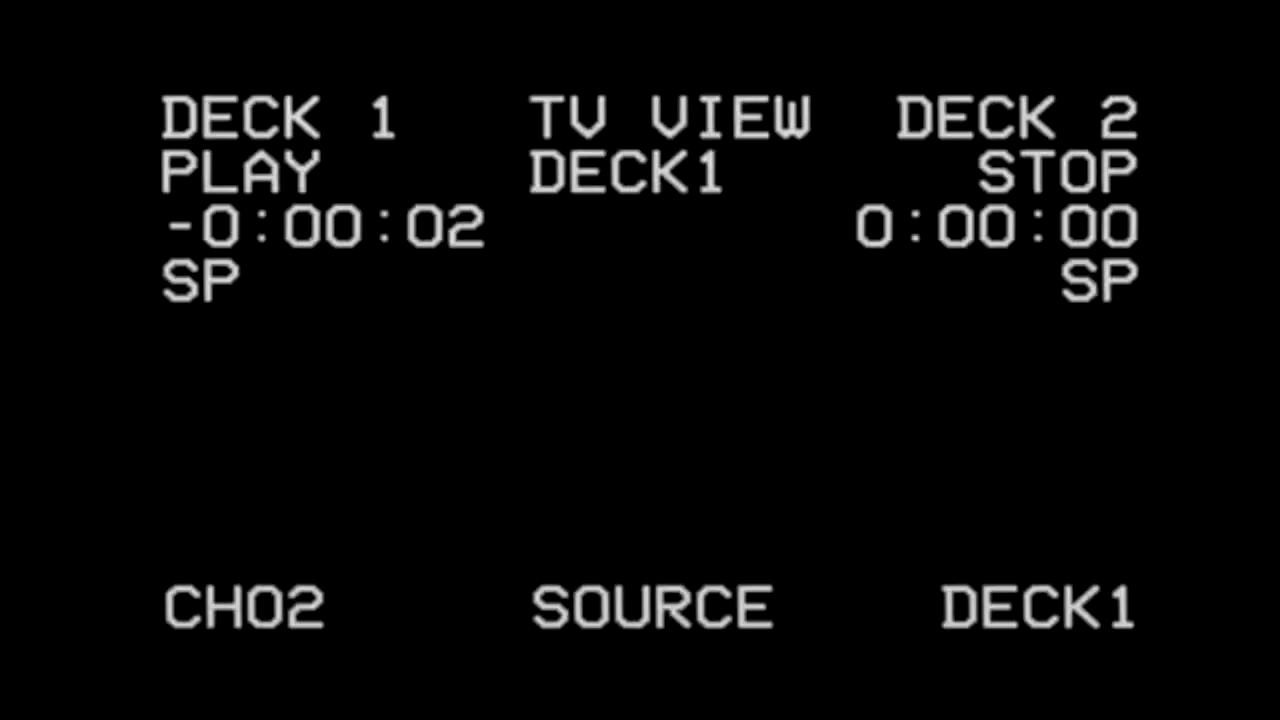 DECK 1 TV VIEW DECK 2
PLAY DECK1 STOP
-0:00:02 0:00:00
SP SP
CH02 SOURCE DECK1